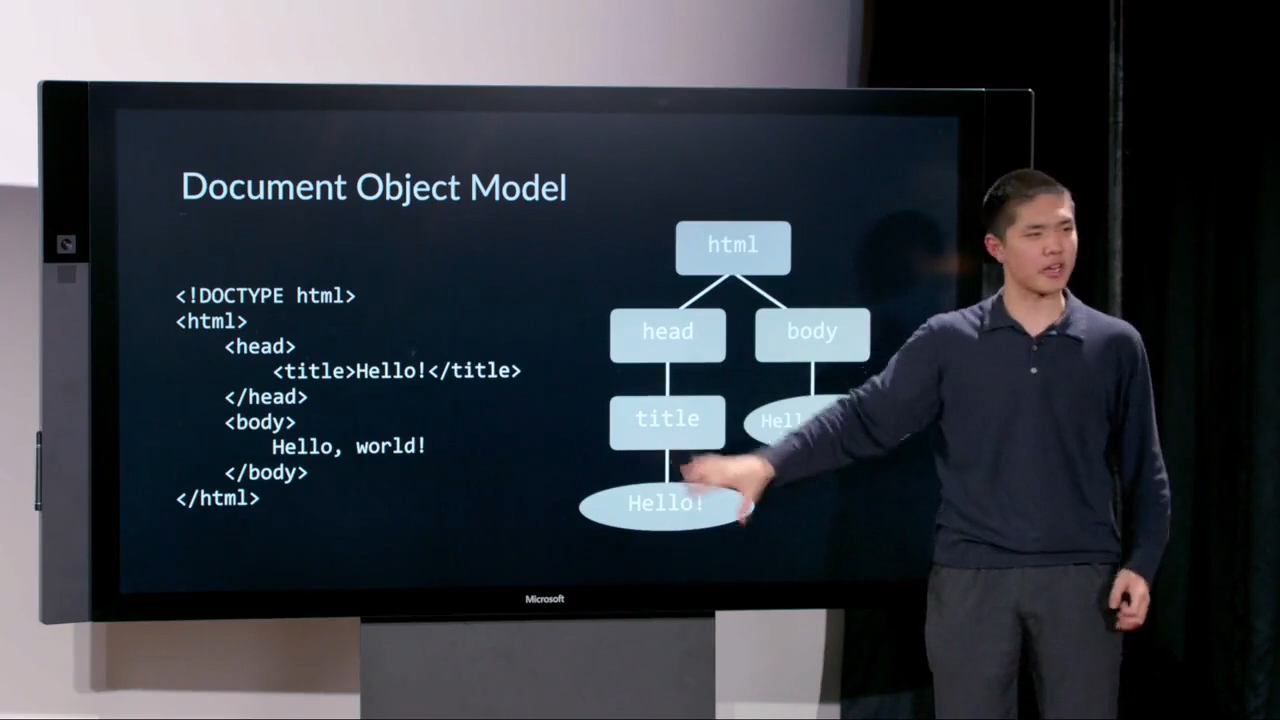 Document Object Model
<!DOCTYPE html>
<html>
    <head>
        <title>Hello!</title>
    </head>
    <body>
        Hello, world!
    </body>
</html>
html
head
body
title
Hello!
Microsoft